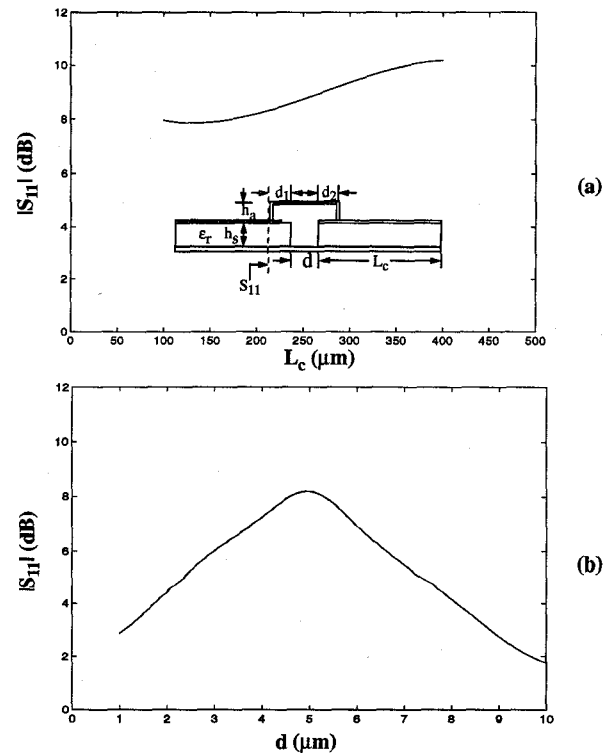 12
10
8
6
4
2
0
|S₁₁| (dB)
d₁ d₂
hₐ
εᵣ hₛ
S₁₁ d L꜀
0 50 100 150 200 250 300 350 400 450 500
L꜀ (μm)
(a)
12
10
8
6
4
2
0
|S₁₁| (dB)
0 1 2 3 4 5 6 7 8 9 10
d (μm)
(b)